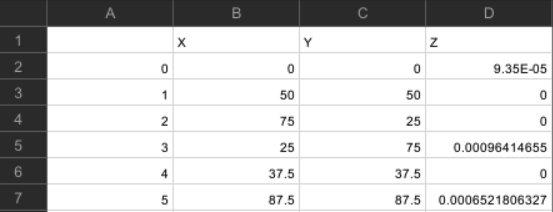 A B C D
1 X Y Z
2 0 0 0 9.35E-05
3 1 50 50 0
4 2 75 25 0
5 3 25 75 0.00096414655
6 4 37.5 37.5 0
7 5 87.5 87.5 0.0006521806327